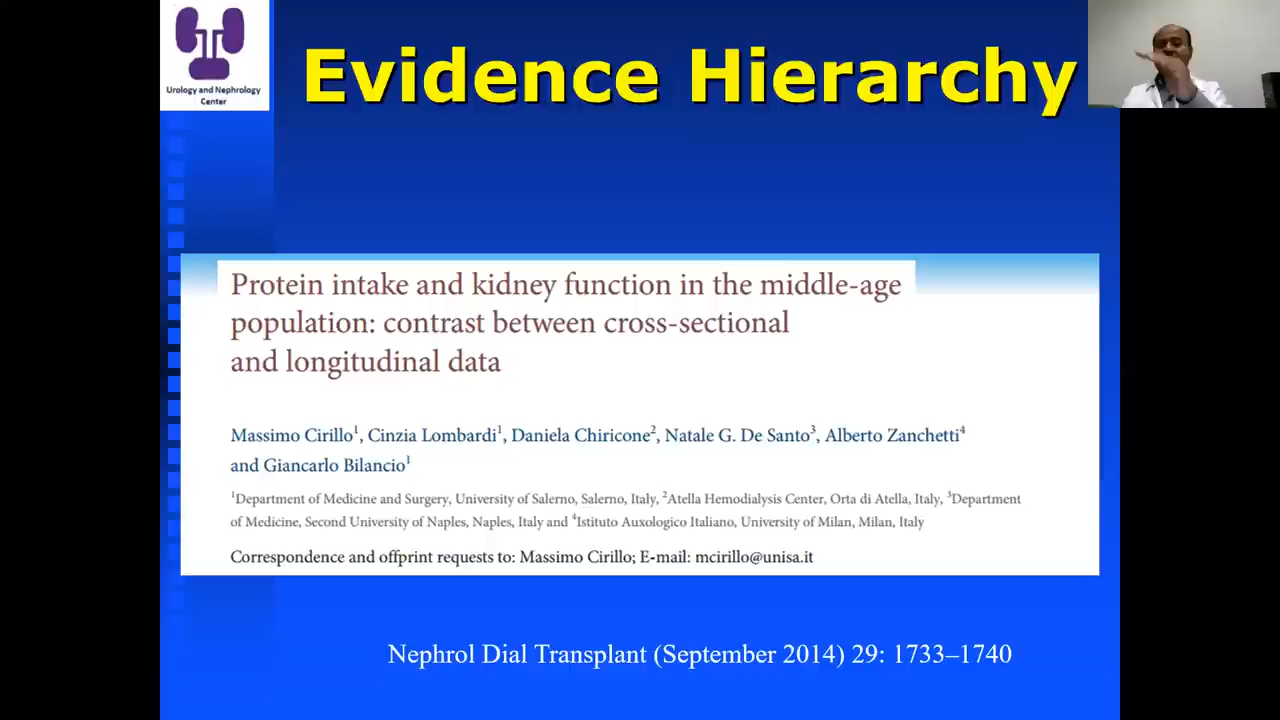 Urology and Nephrology
Center
Evidence Hierarchy
Protein intake and kidney function in the middle-age
population: contrast between cross-sectional
and longitudinal data
Massimo Cirillo1, Cinzia Lombardi1, Daniela Chiricone2, Natale G. De Santo3, Alberto Zanchetti4
and Giancarlo Bilancio1
1Department of Medicine and Surgery, University of Salerno, Salerno, Italy, 2Atella Hemodialysis Center, Orta di Atella, Italy, 3Department
of Medicine, Second University of Naples, Naples, Italy and 4Istituto Auxologico Italiano, University of Milan, Milan, Italy
Correspondence and offprint requests to: Massimo Cirillo; E-mail: mcirillo@unisa.it
Nephrol Dial Transplant (September 2014) 29: 1733–1740